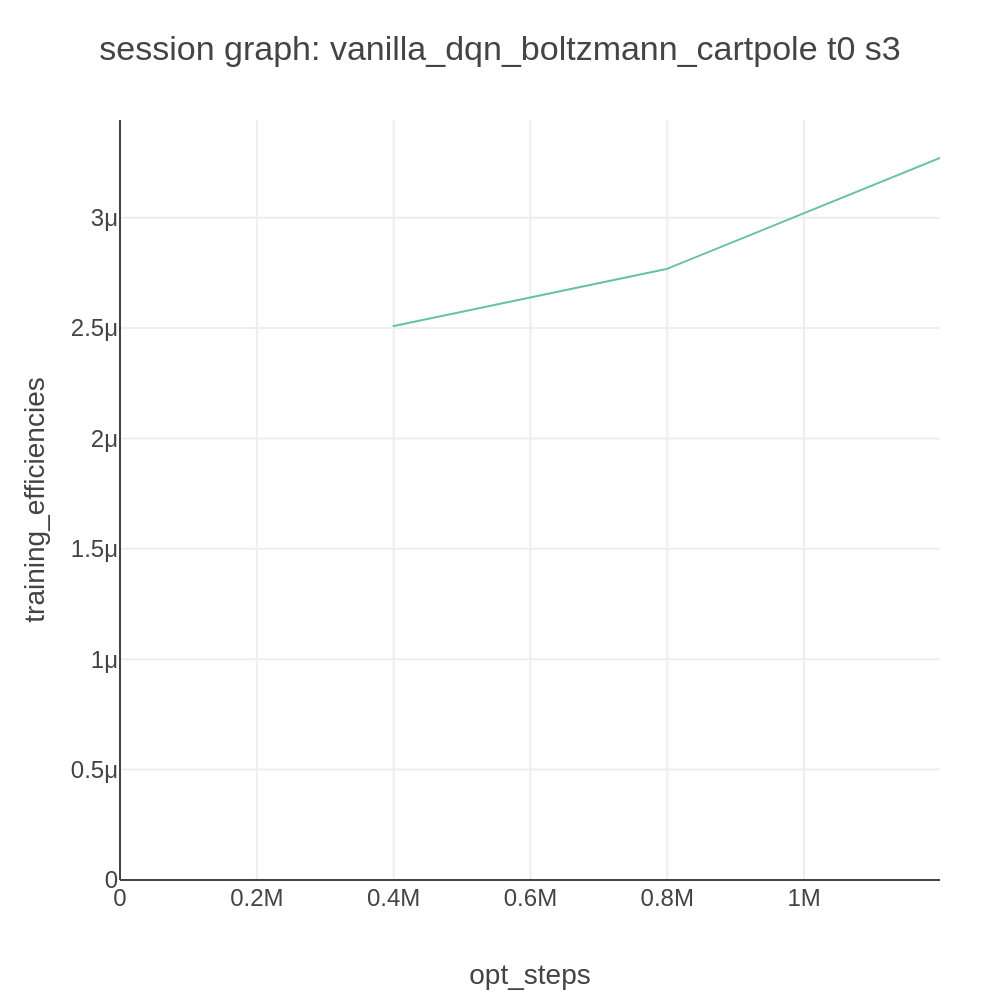 session graph: vanilla_dqn_boltzmann_cartpole t0 s3
training_efficiencies
3μ
2.5μ
2μ
1.5μ
1μ
0.5μ
0
0 0.2M 0.4M 0.6M 0.8M 1M
opt_steps